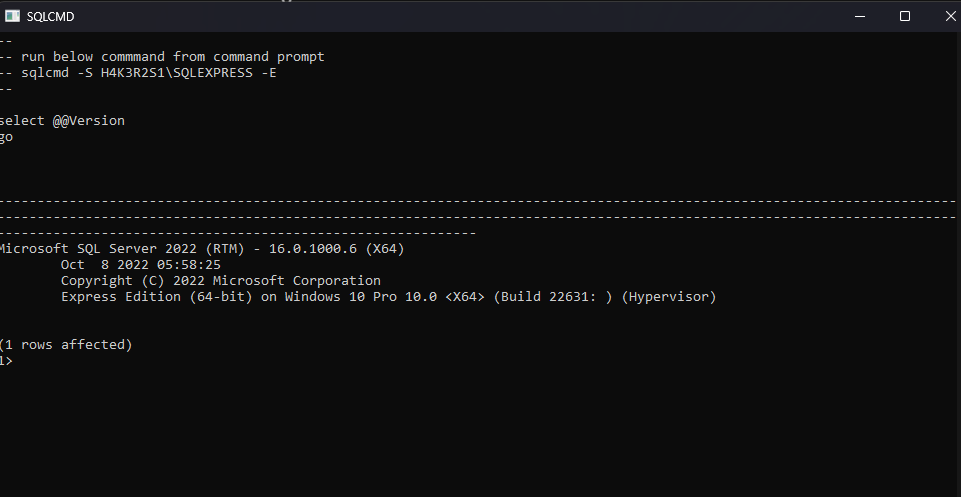 SQLCMD
--
-- run below commmand from command prompt
-- sqlcmd -S H4K3R2S1\SQLEXPRESS -E
--
select @@Version
go
------------------------------------------------------------------------------------------------------------------------
------------------------------------------------------------------------------------------------------------------------
------------------------------------------------------------
Microsoft SQL Server 2022 (RTM) - 16.0.1000.6 (X64)
Oct  8 2022 05:58:25
Copyright (C) 2022 Microsoft Corporation
Express Edition (64-bit) on Windows 10 Pro 10.0 <X64> (Build 22631: ) (Hypervisor)
(1 rows affected)
1>